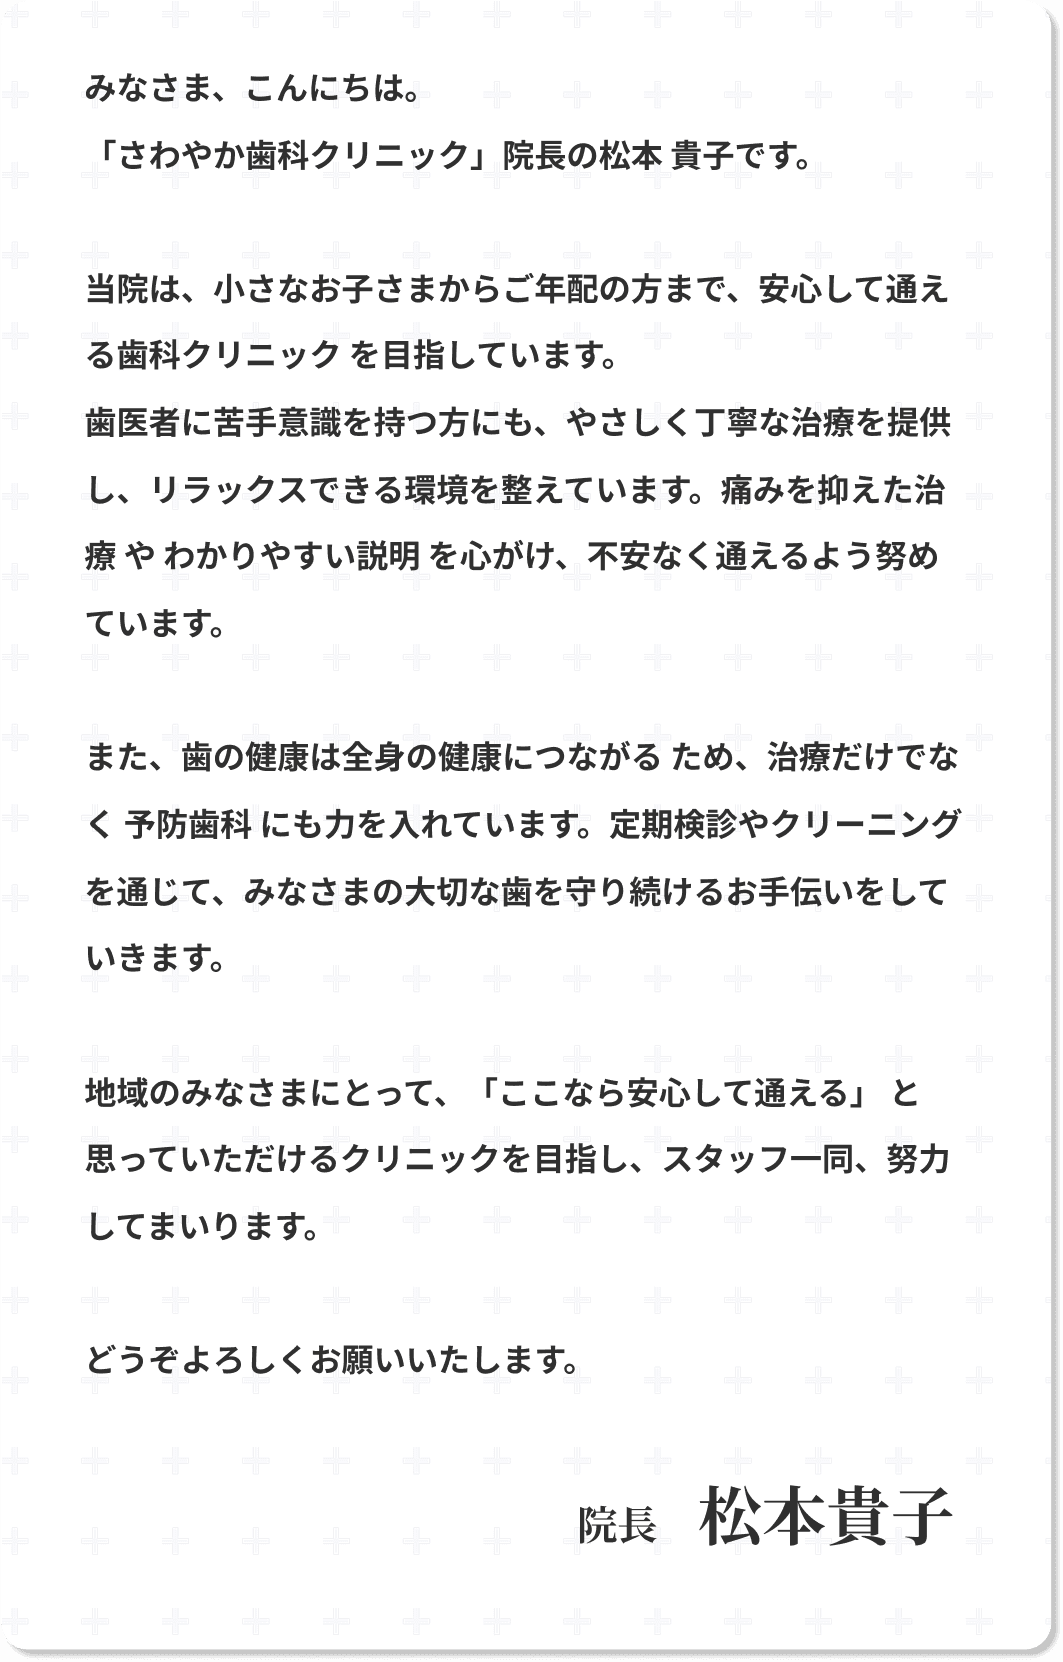 みなさま、こんにちは。
「さわやか歯科クリニック」院長の松本 貴子です。
当院は、小さなお子さまからご年配の方まで、安心して通え
る歯科クリニック を目指しています。
歯医者に苦手意識を持つ方にも、やさしく丁寧な治療を提供
し、リラックスできる環境を整えています。痛みを抑えた治
療 や わかりやすい説明 を心がけ、不安なく通えるよう努め
ています。
また、歯の健康は全身の健康につながる ため、治療だけでな
く 予防歯科 にも力を入れています。定期検診やクリーニング
を通じて、みなさまの大切な歯を守り続けるお手伝いをして
いきます。
地域のみなさまにとって、「ここなら安心して通える」 と
思っていただけるクリニックを目指し、スタッフ一同、努力
してまいります。
どうぞよろしくお願いいたします。
院長 松本貴子